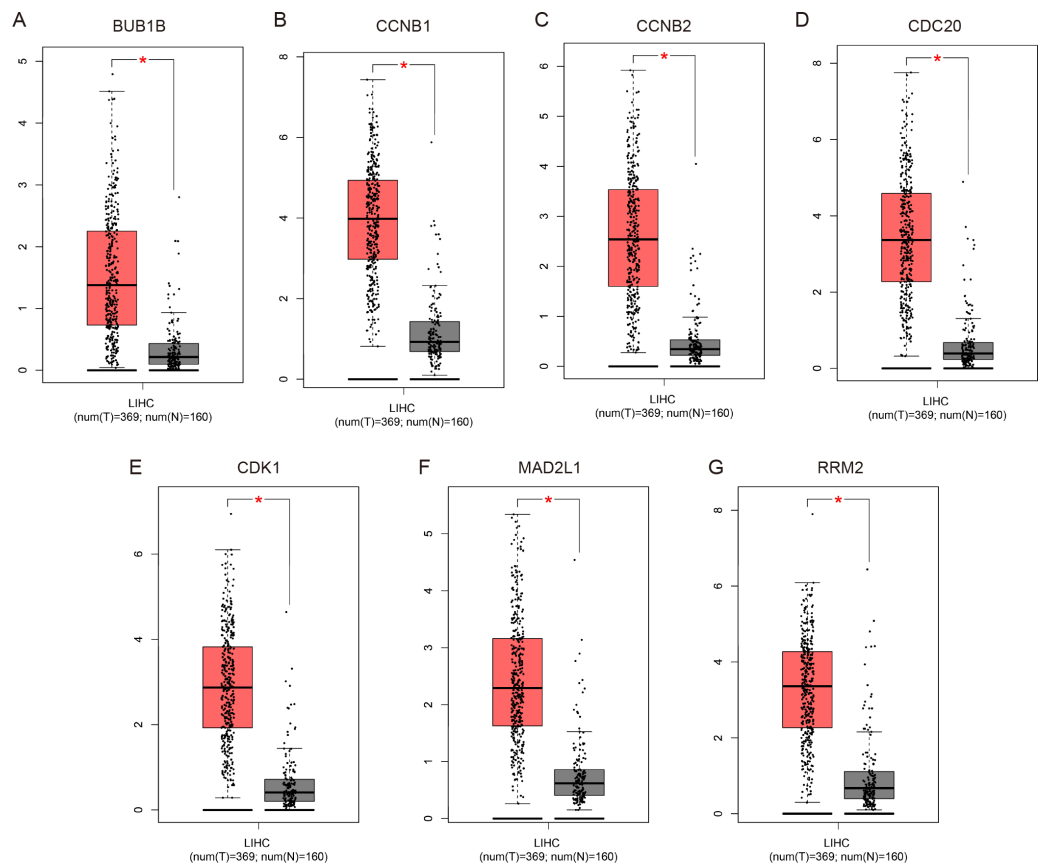 A
BUB1B
*
5
4
3
2
1
0
LIHC
(num(T)=369; num(N)=160)
B
CCNB1
*
8
6
4
2
0
LIHC
(num(T)=369; num(N)=160)
C
CCNB2
*
6
5
4
3
2
1
0
LIHC
(num(T)=369; num(N)=160)
D
CDC20
*
8
6
4
2
0
LIHC
(num(T)=369; num(N)=160)
E
CDK1
*
6
4
2
0
LIHC
(num(T)=369; num(N)=160)
F
MAD2L1
*
5
4
3
2
1
0
LIHC
(num(T)=369; num(N)=160)
G
RRM2
*
8
6
4
2
0
LIHC
(num(T)=369; num(N)=160)